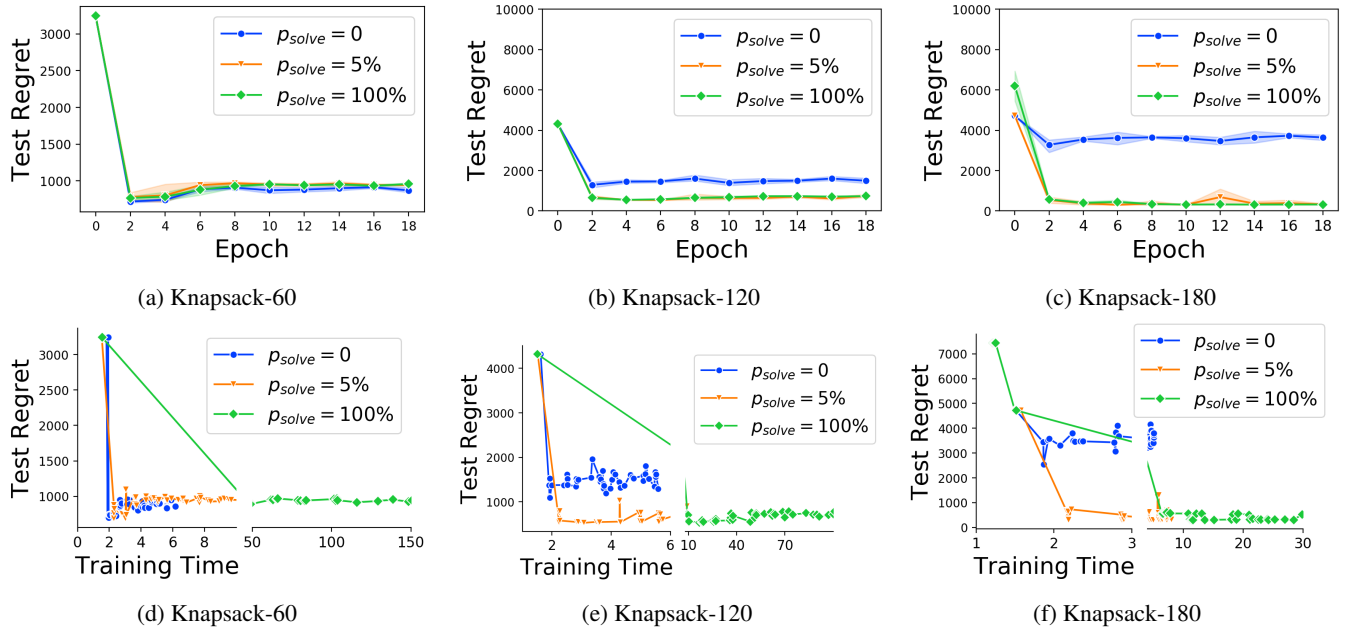 Test Regret
3000
2500
2000
1500
1000
0 2 4 6 8 10 12 14 16 18
Epoch
p_solve = 0
p_solve = 5%
p_solve = 100%
(a) Knapsack-60
Test Regret
10000
8000
6000
4000
2000
0
0 2 4 6 8 10 12 14 16 18
Epoch
p_solve = 0
p_solve = 5%
p_solve = 100%
(b) Knapsack-120
Test Regret
10000
8000
6000
4000
2000
0
0 2 4 6 8 10 12 14 16 18
Epoch
p_solve = 0
p_solve = 5%
p_solve = 100%
(c) Knapsack-180
Test Regret
3000
2500
2000
1500
1000
0 2 4 6 8 50 100 150
Training Time
p_solve = 0
p_solve = 5%
p_solve = 100%
(d) Knapsack-60
Test Regret
4000
3000
2000
1000
2 4 6 10 40 70
Training Time
p_solve = 0
p_solve = 5%
p_solve = 100%
(e) Knapsack-120
Test Regret
7000
6000
5000
4000
3000
2000
1000
0
1 2 3 10 20 30
Training Time
p_solve = 0
p_solve = 5%
p_solve = 100%
(f) Knapsack-180